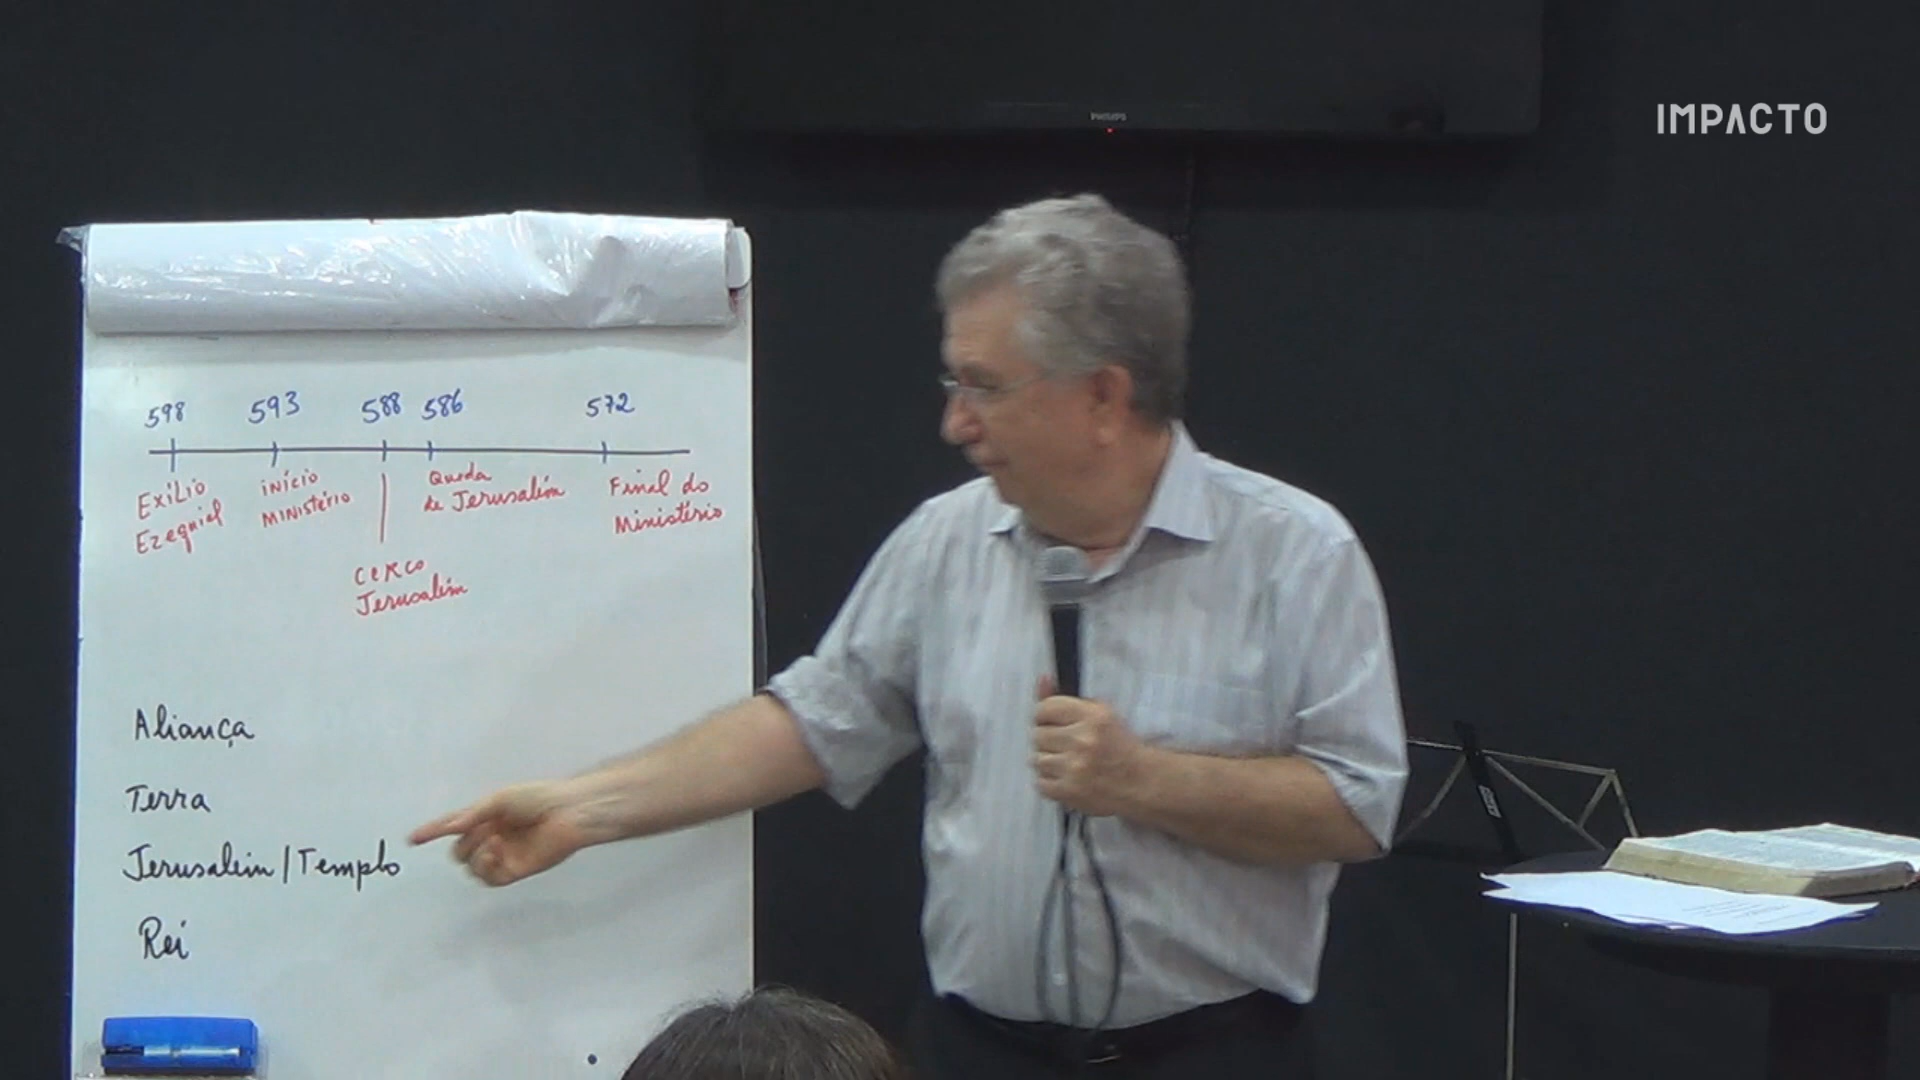 IMPACTO
PHILIPS
598 593 588 586 572
Exílio
Ezequiel
início
Ministério
Cerco
Jerusalém
Queda
de Jerusalém
Final do
Ministério
Aliança
Terra
Jerusalém/Templo
Rei